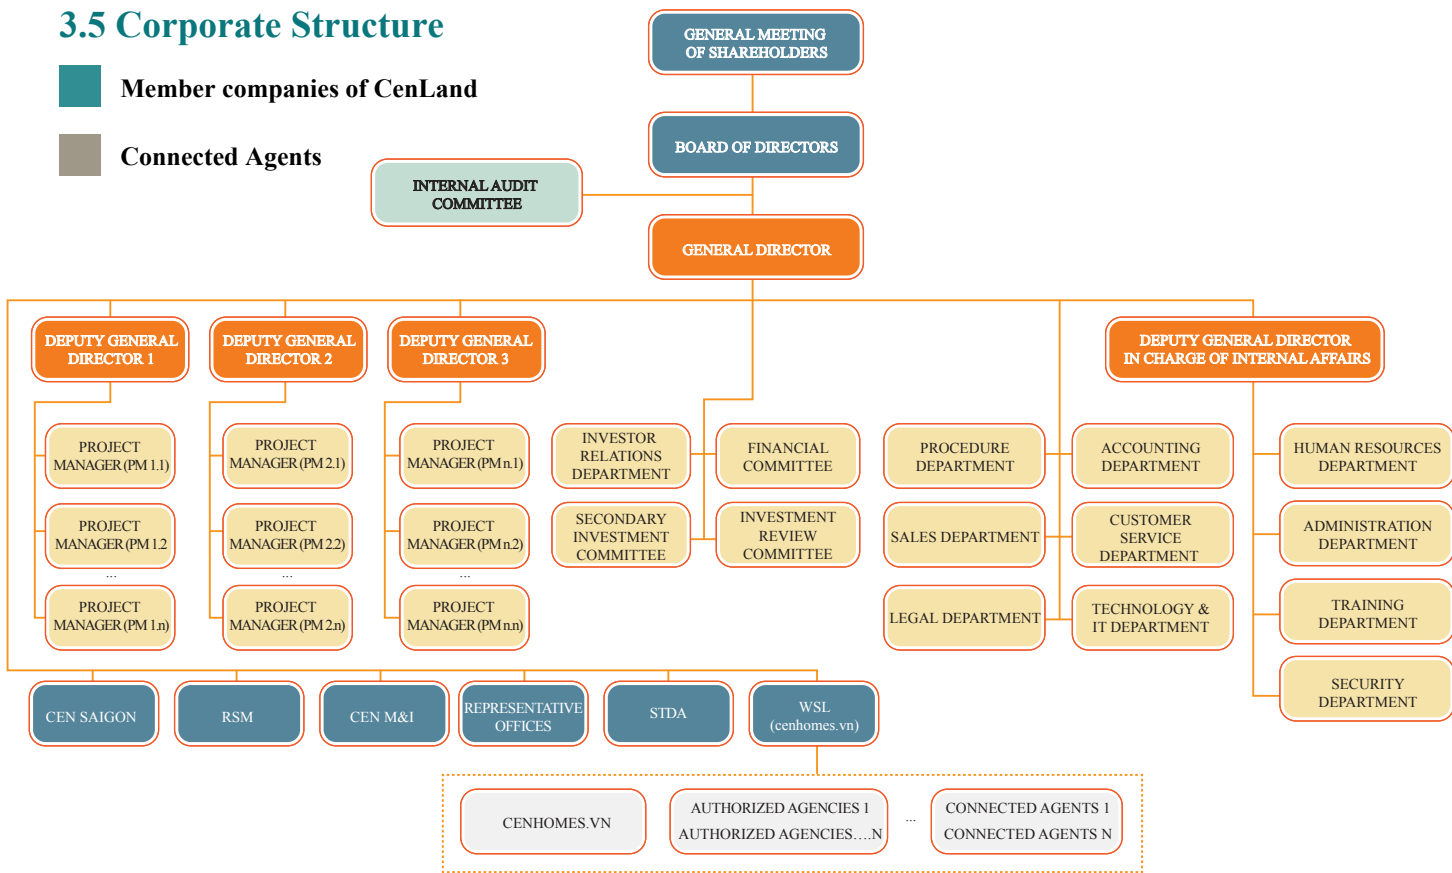 3.5 Corporate Structure
Member companies of CenLand
Connected Agents
GENERAL MEETING
OF SHAREHOLDERS
BOARD OF DIRECTORS
INTERNAL AUDIT
COMMITTEE
GENERAL DIRECTOR
DEPUTY GENERAL
DIRECTOR 1
DEPUTY GENERAL
DIRECTOR 2
DEPUTY GENERAL
DIRECTOR 3
DEPUTY GENERAL DIRECTOR
IN CHARGE OF INTERNAL AFFAIRS
PROJECT
MANAGER (PM 1.1)
PROJECT
MANAGER (PM 1.2
...
PROJECT
MANAGER (PM 1.n)
PROJECT
MANAGER (PM 2.1)
PROJECT
MANAGER (PM 2.2)
...
PROJECT
MANAGER (PM 2.n)
PROJECT
MANAGER (PM n.1)
PROJECT
MANAGER (PM n.2)
...
PROJECT
MANAGER (PM n.n)
INVESTOR
RELATIONS
DEPARTMENT
FINANCIAL
COMMITTEE
SECONDARY
INVESTMENT
COMMITTEE
INVESTMENT
REVIEW
COMMITTEE
PROCEDURE
DEPARTMENT
ACCOUNTING
DEPARTMENT
SALES DEPARTMENT
CUSTOMER
SERVICE
DEPARTMENT
LEGAL DEPARTMENT
TECHNOLOGY &
IT DEPARTMENT
HUMAN RESOURCES
DEPARTMENT
ADMINISTRATION
DEPARTMENT
TRAINING
DEPARTMENT
SECURITY
DEPARTMENT
CEN SAIGON
RSM
CEN M&I
REPRESENTATIVE
OFFICES
STDA
WSL
(cenhomes.vn)
CENHOMES.VN
AUTHORIZED AGENCIES 1
AUTHORIZED AGENCIES….N
...
CONNECTED AGENTS 1
CONNECTED AGENTS N